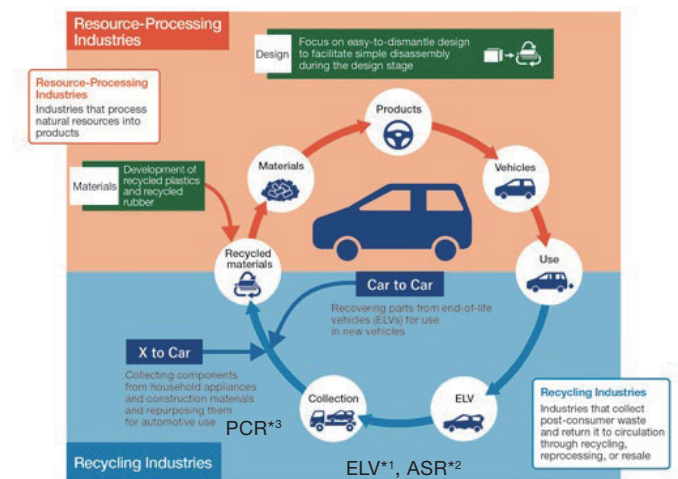 Resource-Processing
Industries
Design
Focus on easy-to-dismantle design
to facilitate simple disassembly
during the design stage
Resource-Processing
Industries
Industries that process
natural resources into
products
Products
Materials
Vehicles
Materials
Development of
recycled plastics
and recycled
rubber
Recycled
materials
Use
Car to Car
Recovering parts from end-of-life
vehicles (ELVs) for use
in new vehicles
X to Car
Collecting components
from household appliances
and construction materials
and repurposing them
for automotive use
PCR*3
Collection
ELV
Recycling Industries
Industries that collect
post-consumer waste
and return it to circulation
through recycling,
reprocessing, or resale
Recycling Industries
ELV*1, ASR*2